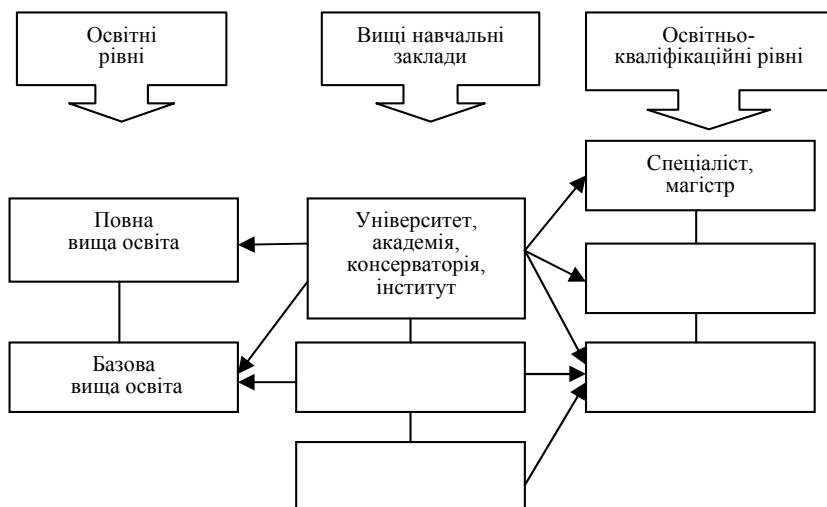 Освітні
рівні
Вищі навчальні
заклади
Освітньо-
кваліфікаційні рівні
Спеціаліст,
магістр
Повна
вища освіта
Університет,
академія,
консерваторія,
інститут
Базова
вища освіта